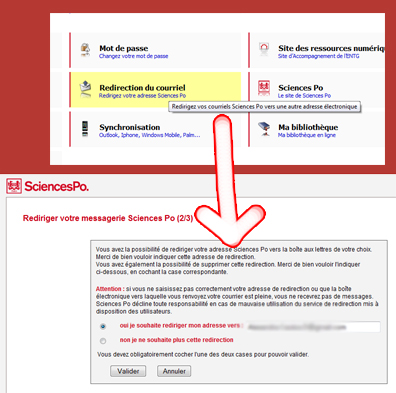 Mot de passe
Changez votre mot de passe
Site des ressources numériq
Site d'Accompagnement de l'ENTG
Redirection du courriel
Redirigez votre adresse Sciences Po
Sciences Po
Le site de Sciences Po
Redirigez vos courriels Sciences Po vers une autre adresse électronique
Synchronisation
Outlook, Iphone, Windows Mobile, Palm...
Ma bibliothèque
Ma bibliothèque en ligne
SciencesPo.
Rediriger votre messagerie Sciences Po (2/3)
Vous avez la possibilité de rediriger votre adresse Sciences Po vers la boîte aux lettres de votre choix.
Merci de bien vouloir indiquer cette adresse de redirection.
Vous avez également la possibilité de supprimer cette redirection. Merci de bien vouloir l'indiquer
ci-dessous, en cochant la case correspondante.
Attention : si vous ne saisissez pas correctement votre adresse de redirection ou que la boîte
électronique vers laquelle vous renvoyez votre courrier est pleine, vous ne recevrez pas de messages.
Sciences Po décline toute responsabilité en cas de mauvaise utilisation du service de redirection mis à
disposition des utilisateurs.
oui je souhaite rediriger mon adresse vers :
non je ne souhaite plus cette redirection
Vous devez obligatoirement cocher l'une des deux cases pour pouvoir valider.
Valider
Annuler